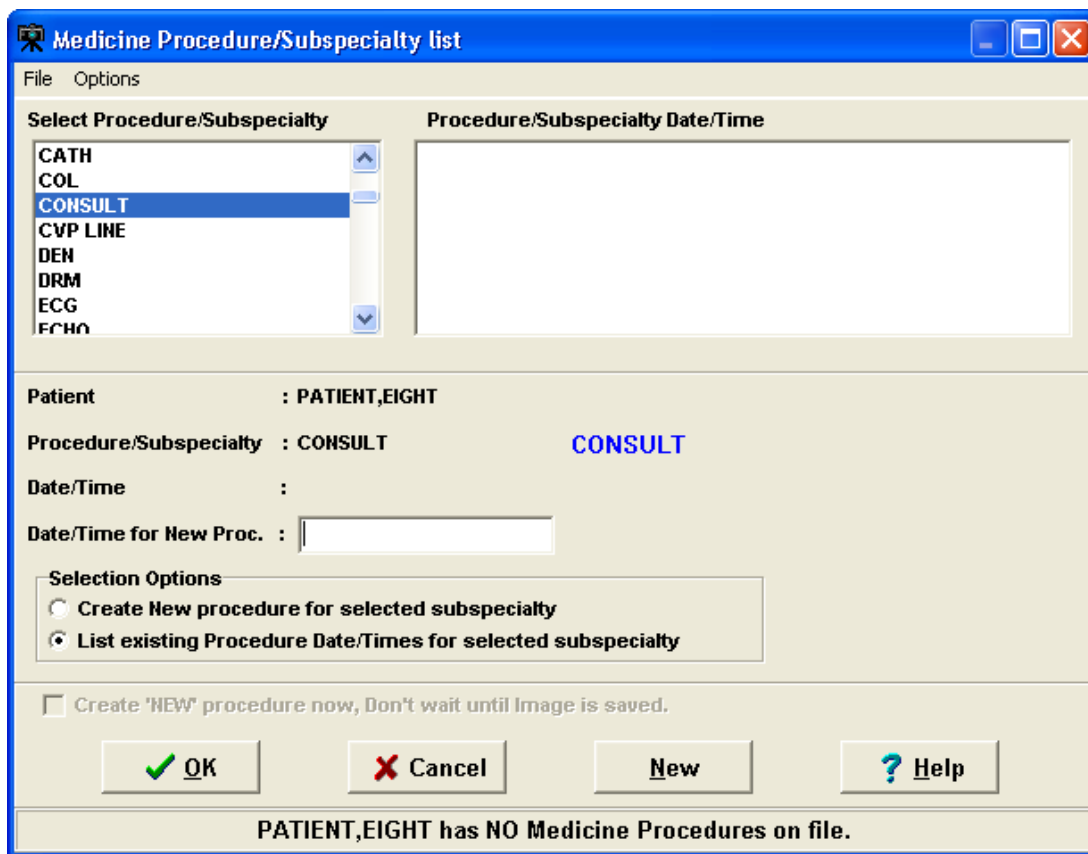 Medicine Procedure/Subspecialty list
File Options
Select Procedure/Subspecialty Procedure/Subspecialty Date/Time
CATH
COL
CONSULT
CVP LINE
DEN
DRM
ECG
ECHO
Patient : PATIENT,EIGHT
Procedure/Subspecialty : CONSULT CONSULT
Date/Time :
Date/Time for New Proc. :
Selection Options
Create New procedure for selected subspecialty
List existing Procedure Date/Times for selected subspecialty
Create 'NEW' procedure now, Don't wait until Image is saved.
OK Cancel New Help
PATIENT,EIGHT has NO Medicine Procedures on file.